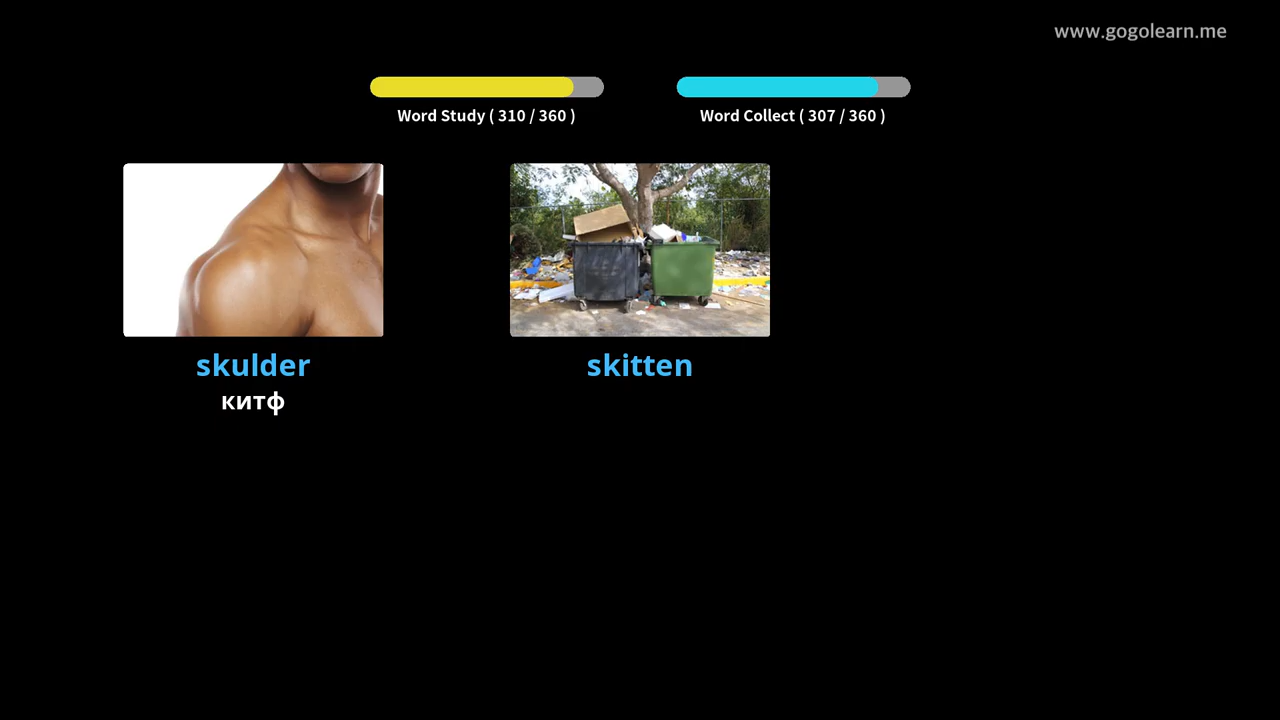 www.gogolearn.me
Word Study ( 310 / 360 )
Word Collect ( 307 / 360 )
skulder
китф
skitten